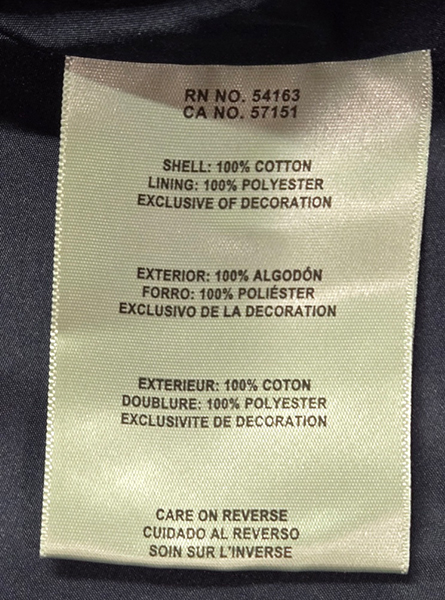 RN NO. 54163
CA NO. 57151
SHELL: 100% COTTON
LINING: 100% POLYESTER
EXCLUSIVE OF DECORATION
EXTERIOR: 100% ALGODÓN
FORRO: 100% POLIÉSTER
EXCLUSIVO DE LA DECORATION
EXTERIEUR: 100% COTON
DOUBLURE: 100% POLYESTER
EXCLUSIVITE DE DECORATION
CARE ON REVERSE
CUIDADO AL REVERSO
SOIN SUR L'INVERSE